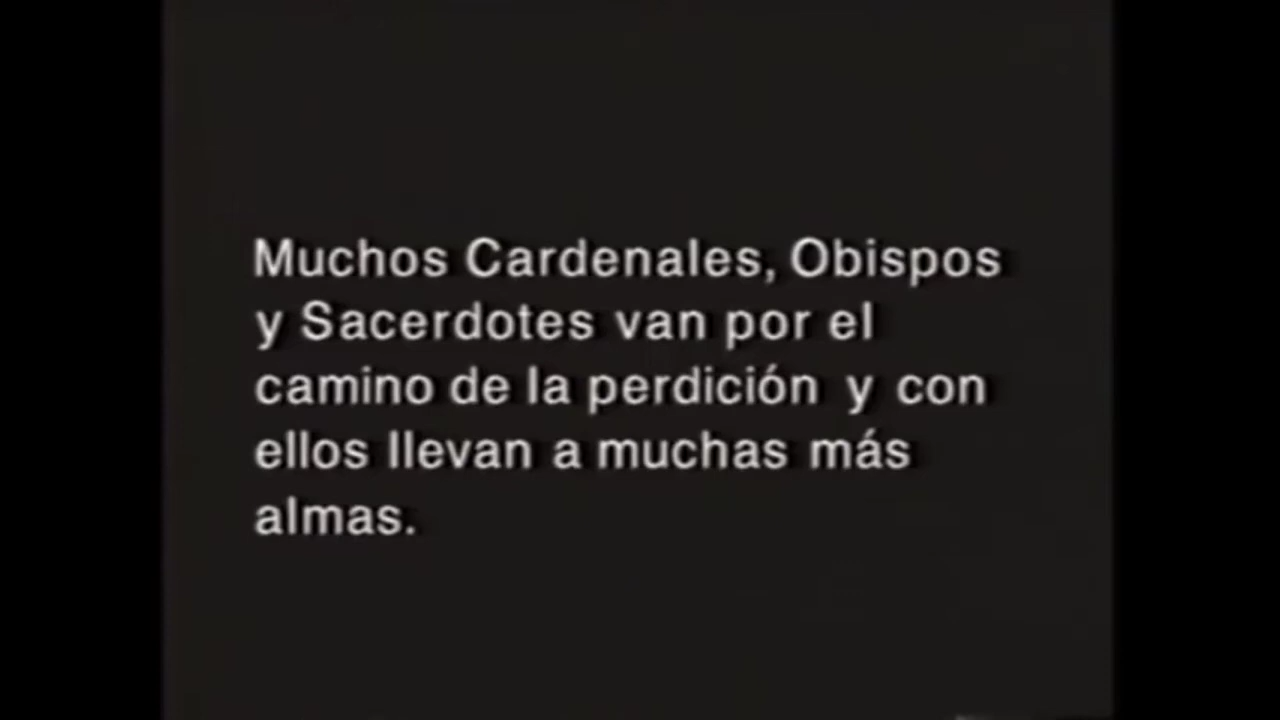 Muchos Cardenales, Obispos
y Sacerdotes van por el
camino de la perdición y con
ellos llevan a muchas más
almas.